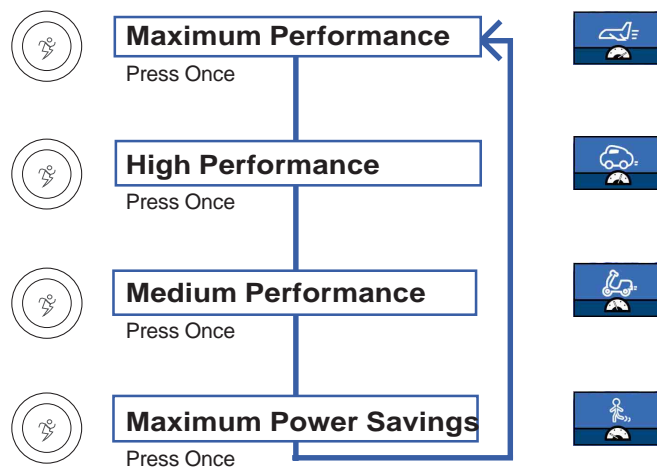 Maximum Performance
Press Once
High Performance
Press Once
Medium Performance
Press Once
Maximum Power Savings
Press Once